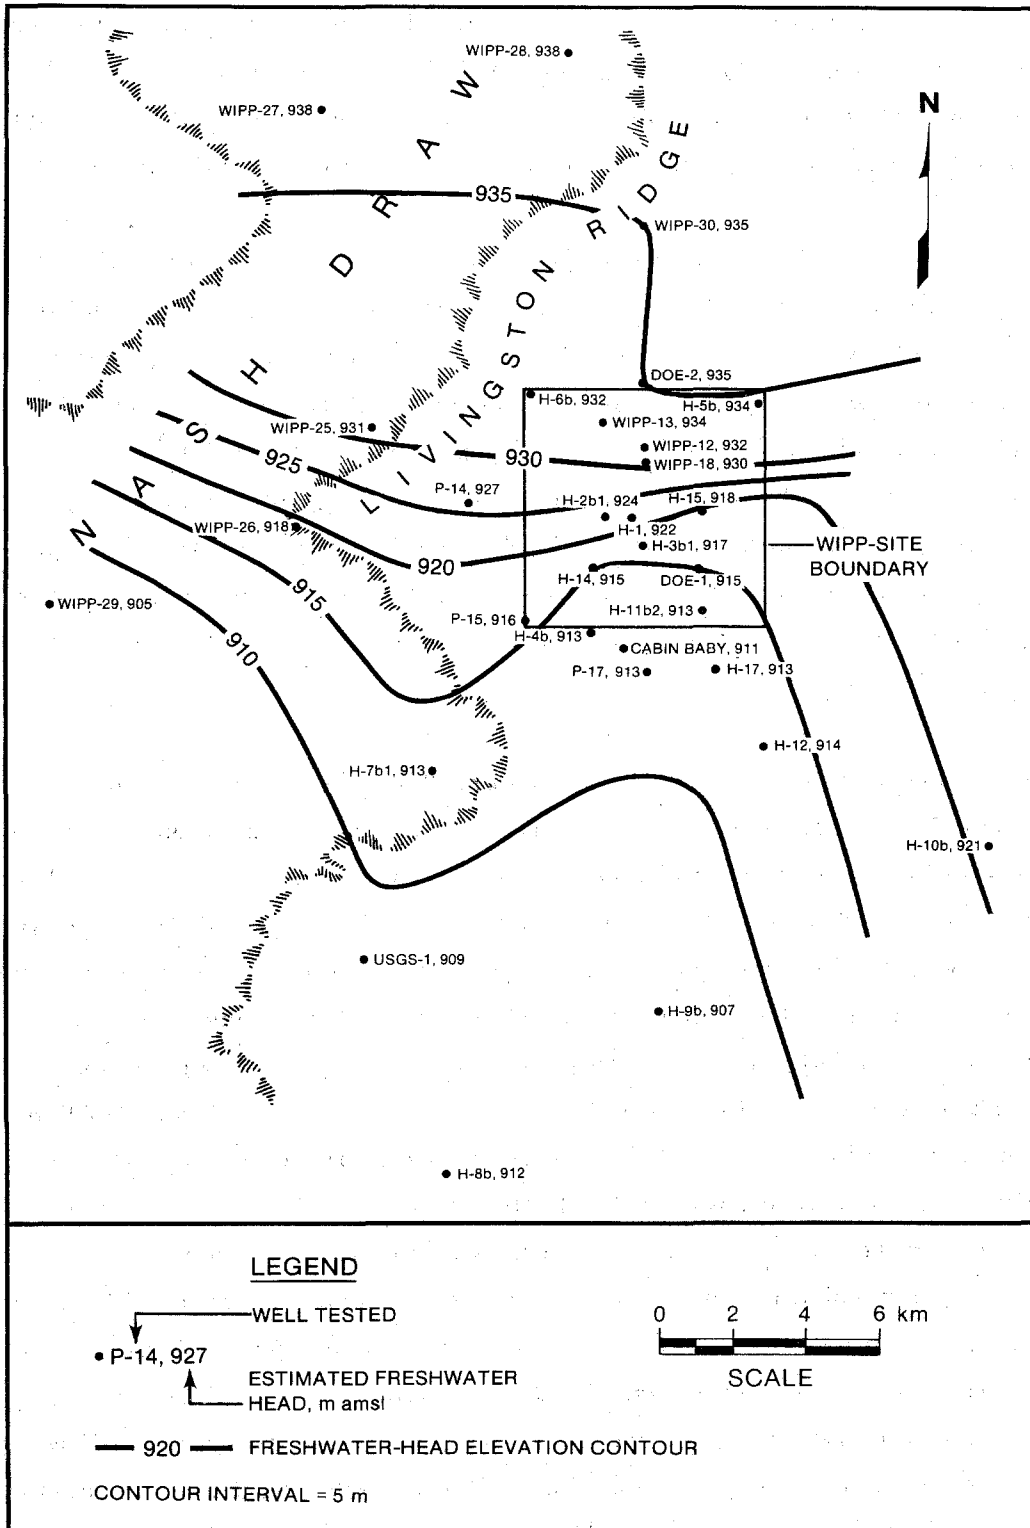 WIPP-28, 938
WIPP-27, 938
N
NASH DRAW
LIVINGSTON RIDGE
935
WIPP-30, 935
DOE-2, 935
H-6b, 932
H-5b, 934
WIPP-13, 934
WIPP-25, 931
WIPP-12, 932
930
WIPP-18, 930
925
P-14, 927
H-2b1, 924
H-15, 918
WIPP-26, 918
H-1, 922
H-3b1, 917
WIPP-SITE
BOUNDARY
920
H-14, 915
DOE-1, 915
915
WIPP-29, 905
H-11b2, 913
P-15, 916
H-4b, 913
910
CABIN BABY, 911
P-17, 913
H-17, 913
H-12, 914
H-7b1, 913
H-10b, 921
USGS-1, 909
H-9b, 907
H-8b, 912
LEGEND
WELL TESTED
P-14, 927
ESTIMATED FRESHWATER
HEAD, m amsl
920 FRESHWATER-HEAD ELEVATION CONTOUR
CONTOUR INTERVAL = 5 m
0 2 4 6 km
SCALE